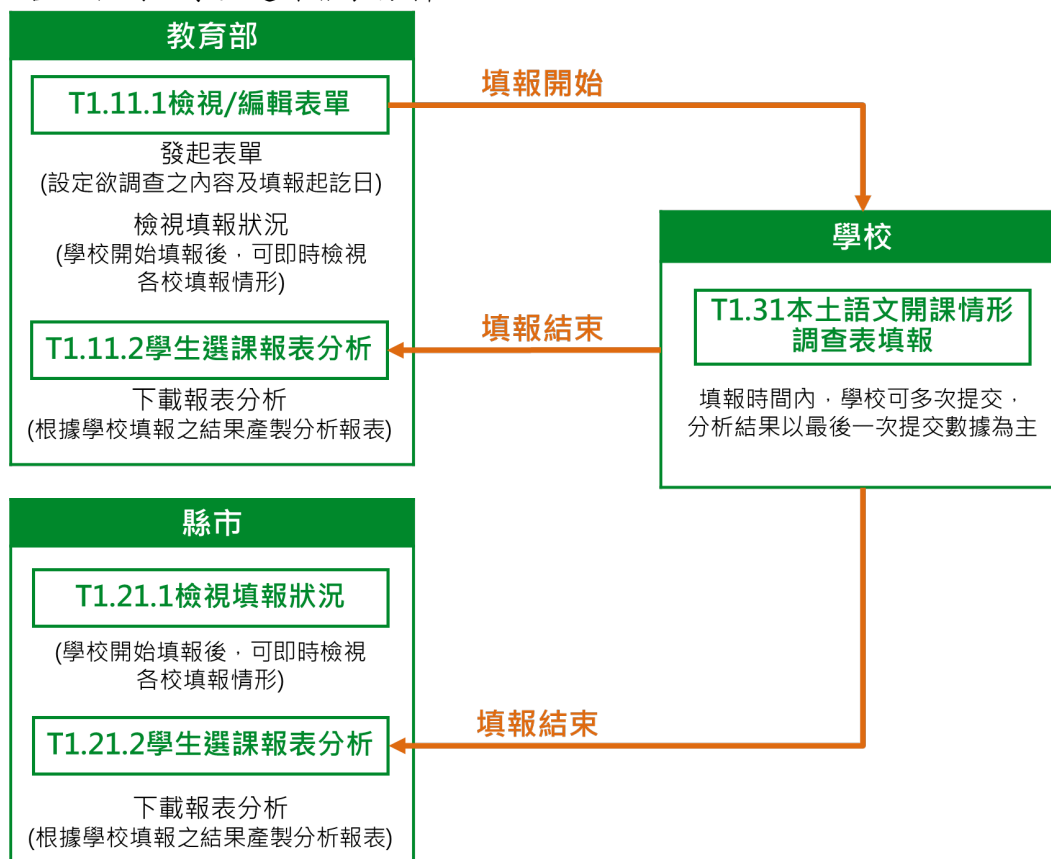 教育部
T1.11.1檢視/編輯表單
發起表單
(設定欲調查之內容及填報起訖日)
檢視填報狀況
(學校開始填報後，可即時檢視
各校填報情形)
T1.11.2學生選課報表分析
下載報表分析
(根據學校填報之結果產製分析報表)
填報開始
填報結束
學校
T1.31本土語文開課情形
調查表填報
填報時間內，學校可多次提交，
分析結果以最後一次提交數據為主
縣市
T1.21.1檢視填報狀況
(學校開始填報後，可即時檢視
各校填報情形)
T1.21.2學生選課報表分析
下載報表分析
(根據學校填報之結果產製分析報表)
填報結束